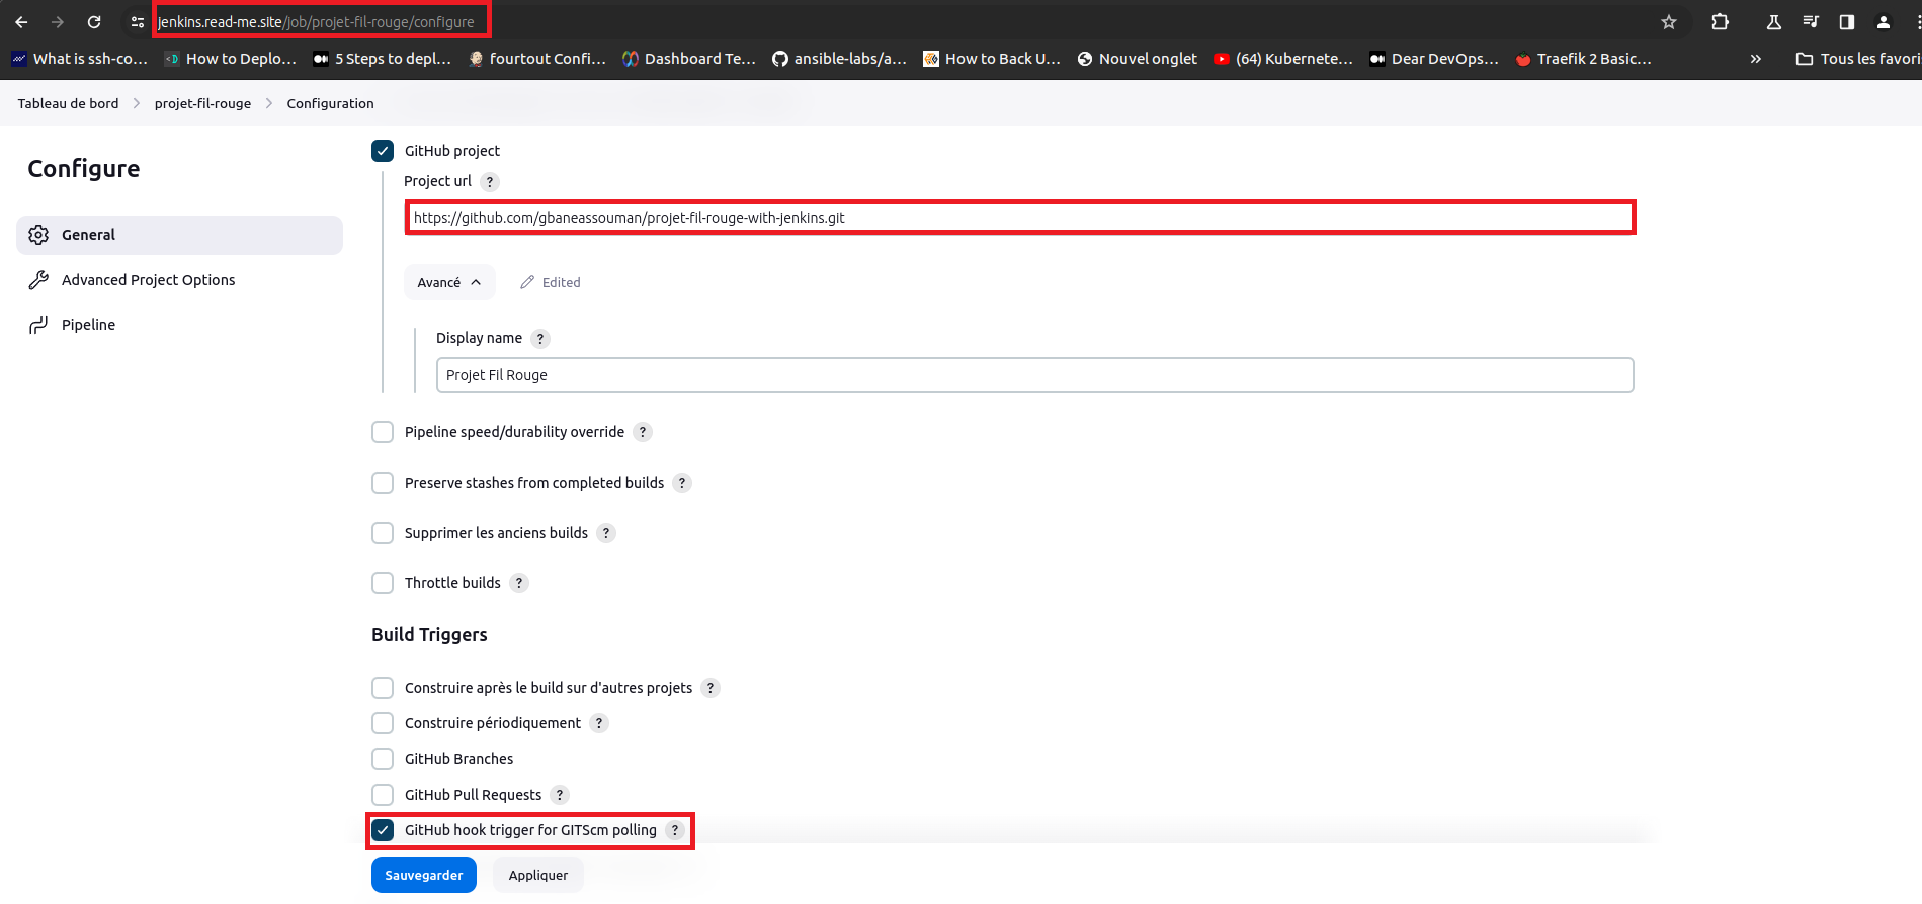 jenkins.read-me.site/job/projet-fil-rouge/configure
What is ssh-co... How to Deplo... 5 Steps to depl... fourtout Confi... Dashboard Te... ansible-labs/a... How to Back U... Nouvel onglet (64) Kubernete... Dear DevOps... Traefik 2 Basic... » Tous les favori
Tableau de bord > projet-fil-rouge > Configuration
Configure
General
Advanced Project Options
Pipeline
GitHub project
Project url ?
https://github.com/gbaneassouman/projet-fil-rouge-with-jenkins.git
Avancé Edited
Display name ?
Projet Fil Rouge
Pipeline speed/durability override ?
Preserve stashes from completed builds ?
Supprimer les anciens builds ?
Throttle builds ?
Build Triggers
Construire après le build sur d'autres projets ?
Construire périodiquement ?
GitHub Branches
GitHub Pull Requests ?
GitHub hook trigger for GITScm polling ?
Sauvegarder Appliquer